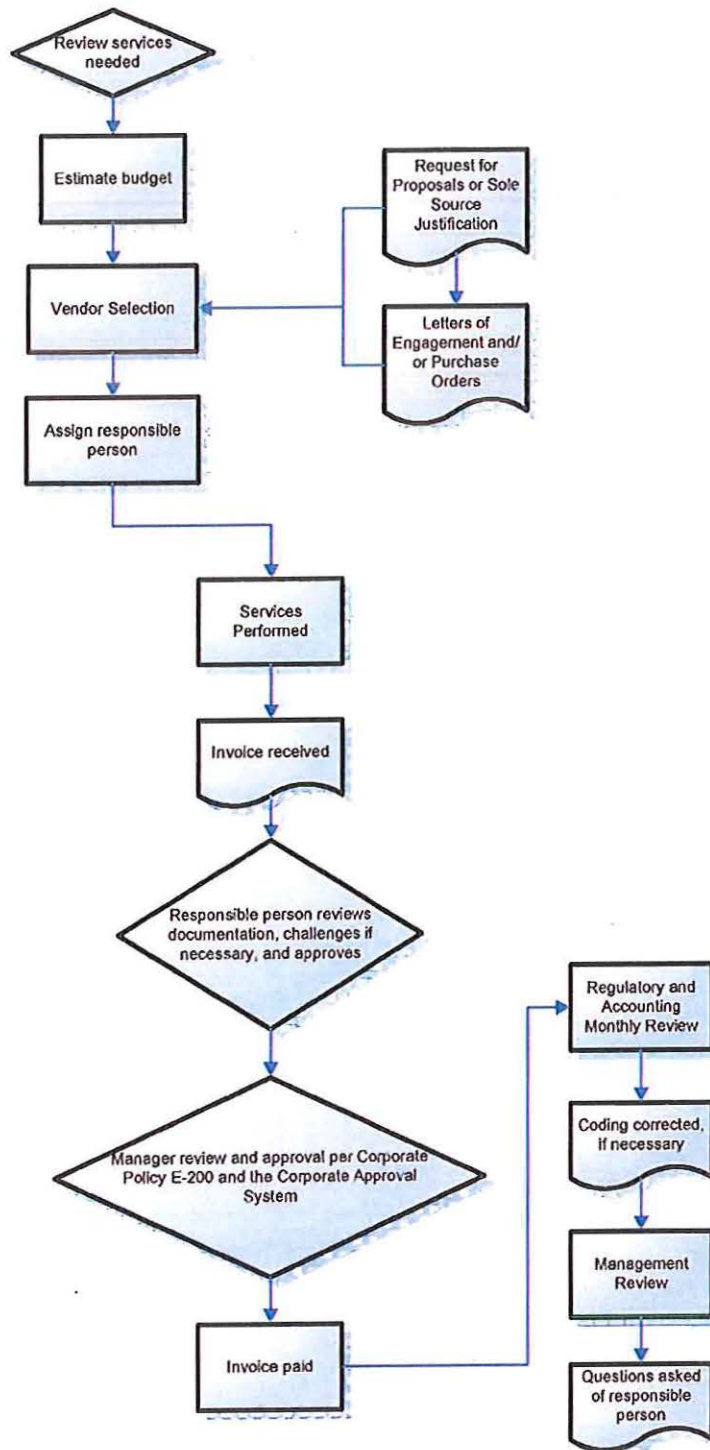 Review services
needed
Estimate budget
Request for
Proposals or Sole
Source
Justification
Vendor Selection
Letters of
Engagement and/
or Purchase
Orders
Assign responsible
person
Services
Performed
Invoice received
Responsible person reviews
documentation, challenges if
necessary, and approves
Regulatory and
Accounting
Monthly Review
Manager review and approval per Corporate
Policy E-200 and the Corporate Approval
System
Coding corrected,
if necessary
Management
Review
Invoice paid
Questions asked
of responsible
person